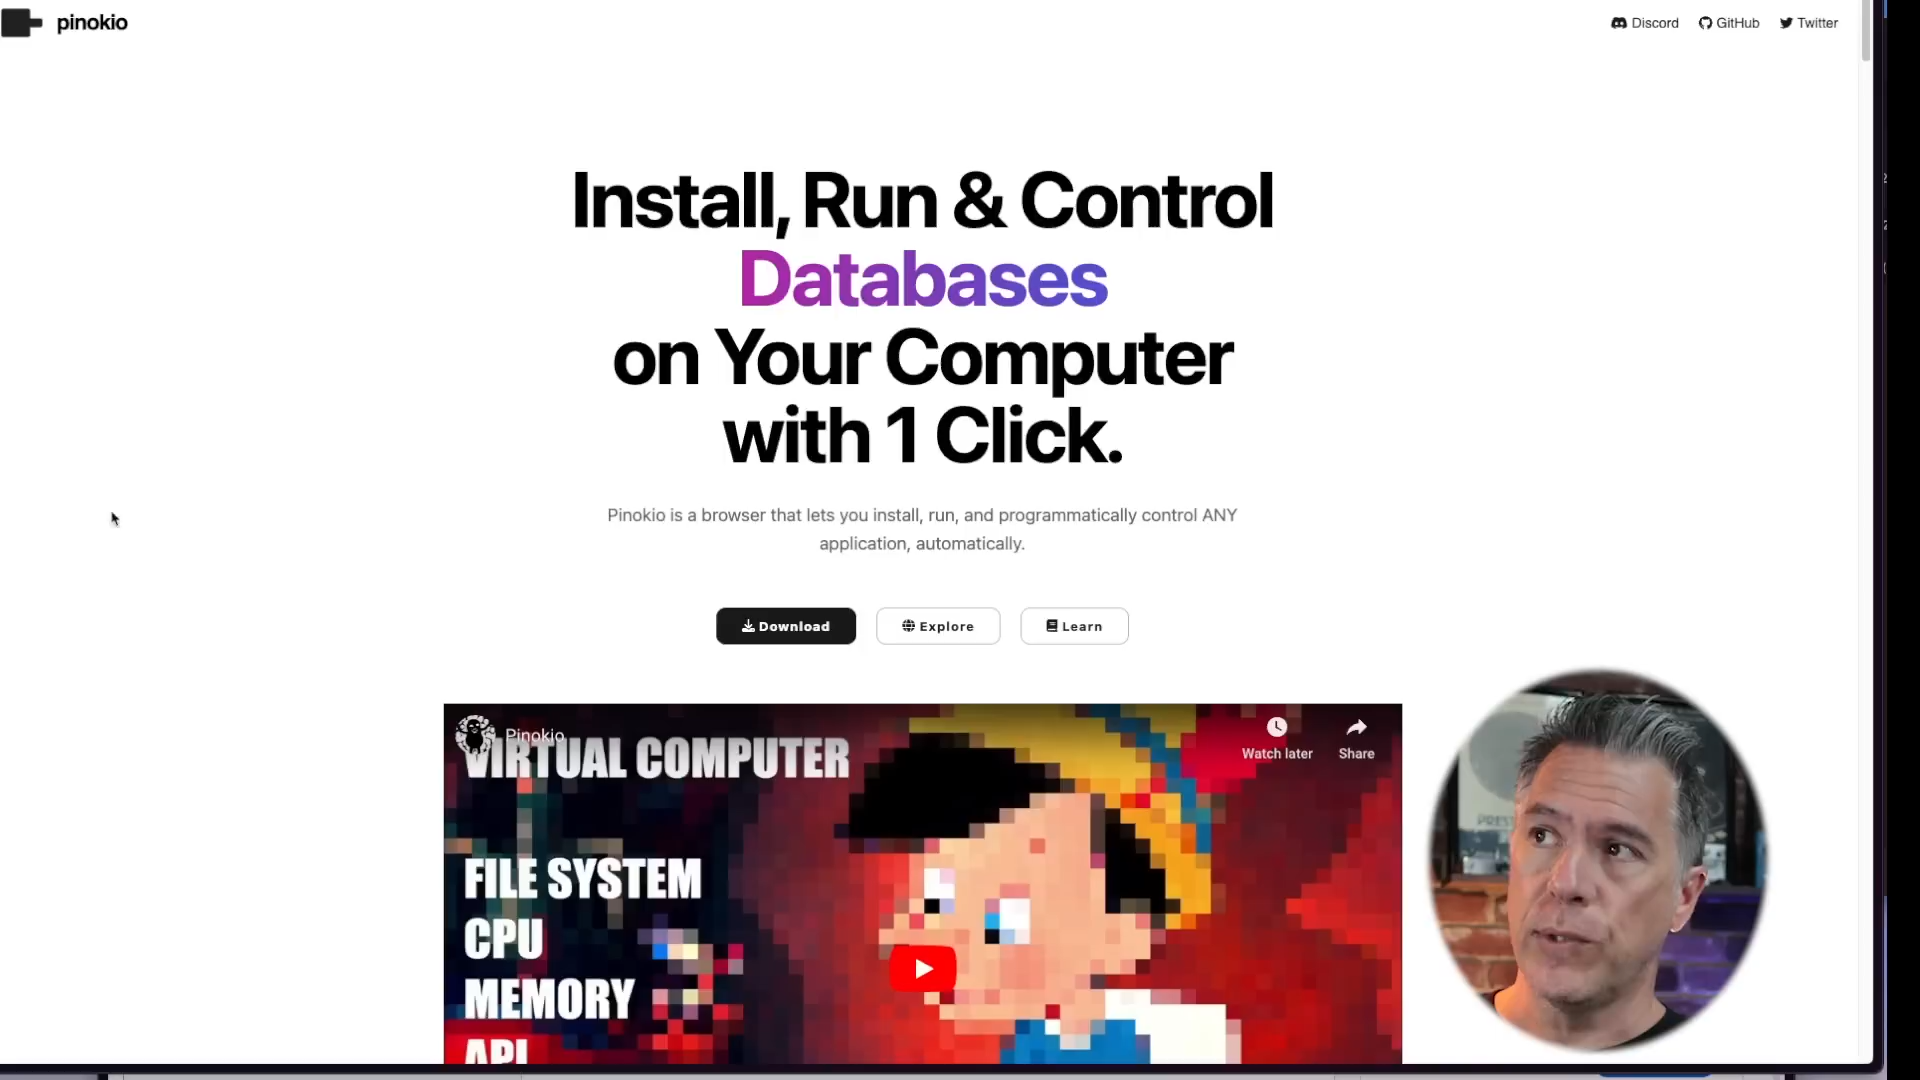 pinokio
Discord
GitHub
Twitter
Install, Run & Control
Databases
on Your Computer
with 1 Click.
Pinokio is a browser that lets you install, run, and programmatically control ANY
application, automatically.
Download
Explore
Learn
Pinokio
VIRTUAL COMPUTER
Watch later
Share
FILE SYSTEM
CPU
MEMORY
API